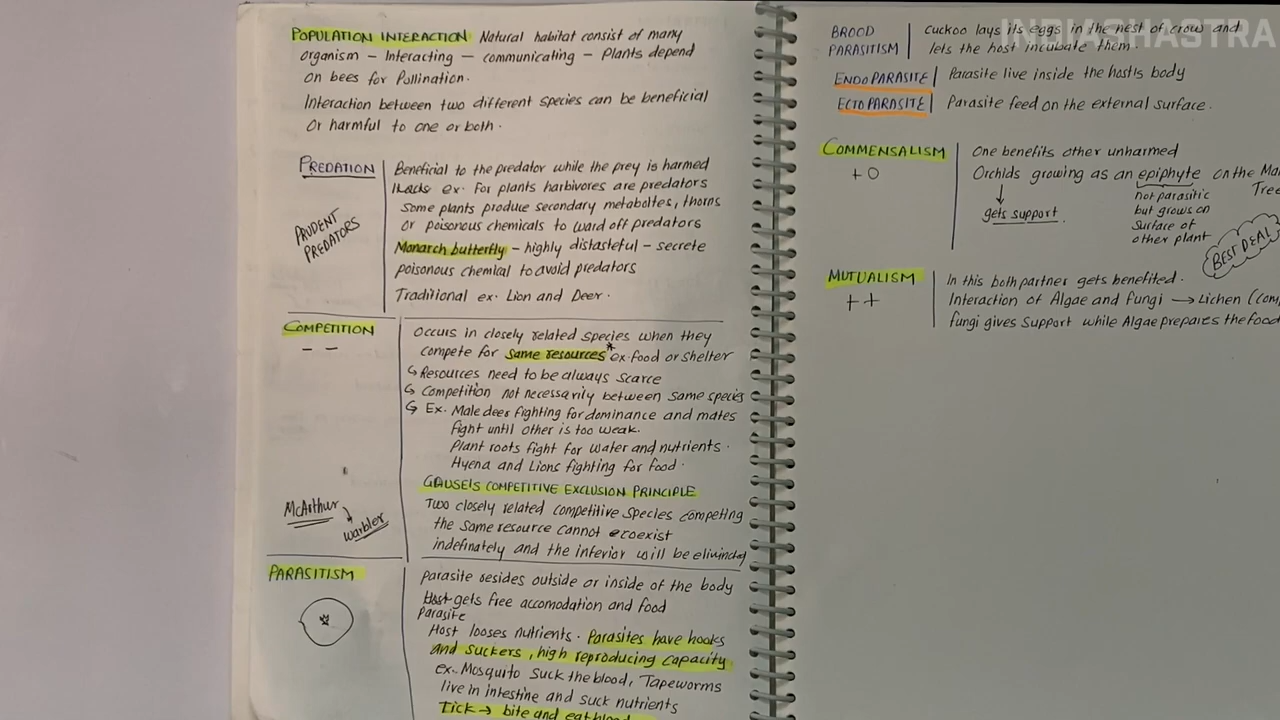 POPULATION INTERACTION Natural habitat consist of many
organism – Interacting – communicating – Plants depend
on bees for Pollination.
Interaction between two different species can be beneficial
Or harmful to one or both.
PREDATION
Beneficial to the predator while the prey is harmed
ex. For plants harbivores are predators
Some plants produce secondary metabolites, thorns
Or poisonous chemicals to ward off predators
PRUDENT
PREDATORS
Monarch butterfly – highly distasteful – secrete
poisonous chemical to avoid predators
Traditional ex. Lion and Deer.
COMPETITION
– –
occurs in closely related species when they
compete for same resources * ex. food or shelter
↳ Resources need to be always scarce
↳ Competition not necessarily between same species
↳ Ex. Male deer fighting for dominance and mates
fight until other is too weak.
Plant roots fight for water and nutrients.
Hyena and Lions fighting for food.
GAUSE'S COMPETITIVE EXCLUSION PRINCIPLE
McArthur
↓
warbler
Two closely related competitive species competing
the same resource cannot coexist
indefinately and the inferior will be
PARASITISM
parasite resides outside or inside of the body
Host gets free accomodation and food
Parasite
Host looses nutrients. Parasites have hooks
and suckers, high reproducing capacity
ex. Mosquito suck the blood, Tapeworms
live in intestine and suck nutrients
Tick → bite and eat blood
INDIASHASTRA
BROOD
PARASITISM
cuckoo lays its eggs in the nest of crow and
lets the host incubate them.
ENDOPARASITE Parasite live inside the host's body
ECTOPARASITE Parasite feed on the external surface.
COMMENSALISM
+ 0
One benefits other unharmed
Orchids growing as an epiphyte on the
Tree
↓
gets support.
not parasitic
but grows on
surface of
other plant
BEST DEAL
MUTUALISM
+ +
In this both partner gets benefited.
Interaction of Algae and fungi → Lichen
fungi gives support while Algae prepares the food